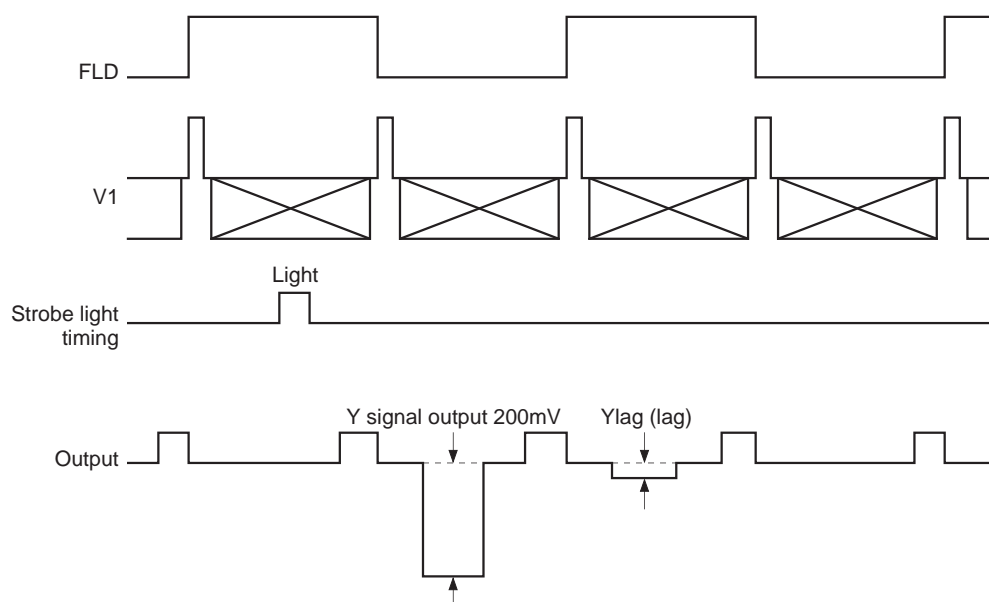 FLD
V1
Light
Strobe light
timing
Y signal output 200mV
Ylag (lag)
Output